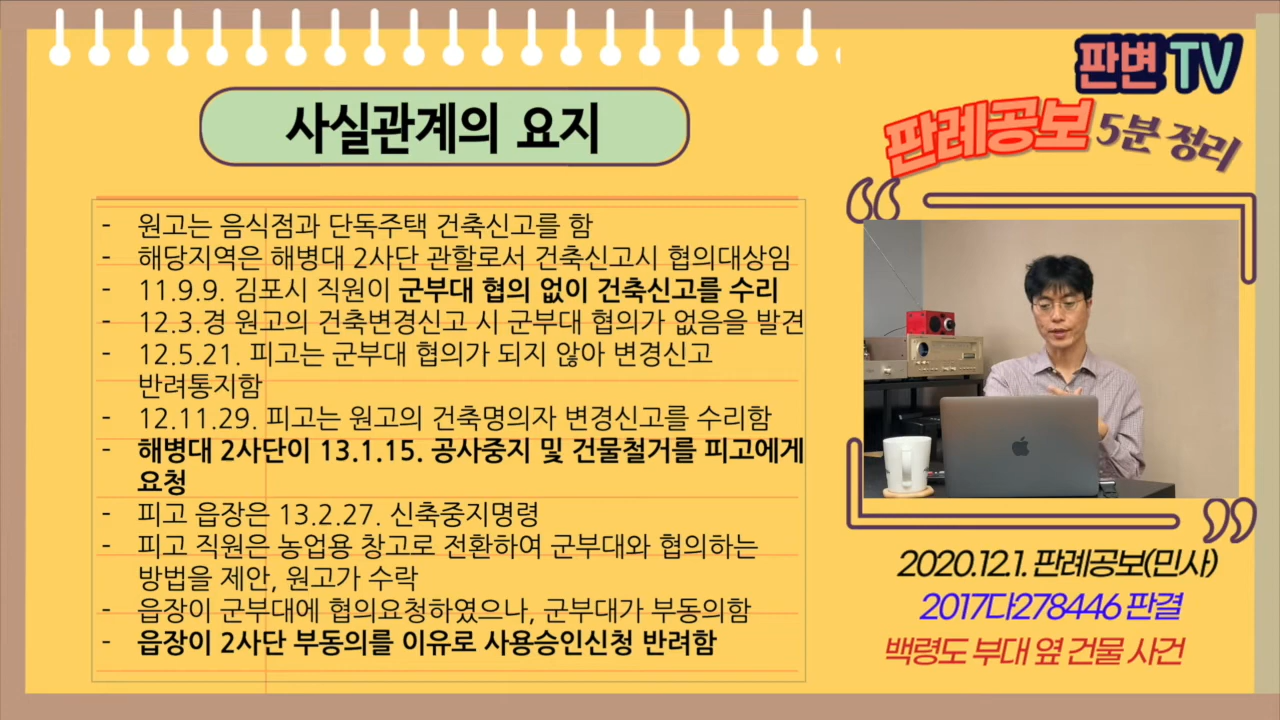 사실관계의 요지
- 원고는 음식점과 단독주택 건축신고를 함
- 해당지역은 해병대 2사단 관할로서 건축신고시 협의대상임
- 11.9.9. 김포시 직원이 군부대 협의 없이 건축신고를 수리
- 12.3.경 원고의 건축변경신고 시 군부대 협의가 없음을 발견
- 12.5.21. 피고는 군부대 협의가 되지 않아 변경신고
반려통지함
- 12.11.29. 피고는 원고의 건축명의자 변경신고를 수리함
- 해병대 2사단이 13.1.15. 공사중지 및 건물철거를 피고에게
요청
- 피고 읍장은 13.2.27. 신축중지명령
- 피고 직원은 농업용 창고로 전환하여 군부대와 협의하는
방법을 제안, 원고가 수락
- 읍장이 군부대에 협의요청하였으나, 군부대가 부동의함
- 읍장이 2사단 부동의를 이유로 사용승인신청 반려함
판변 TV
판례공보 5분 정리
2020.12.1. 판례공보(민사)
2017다278446 판결
백령도 부대 옆 건물 사건